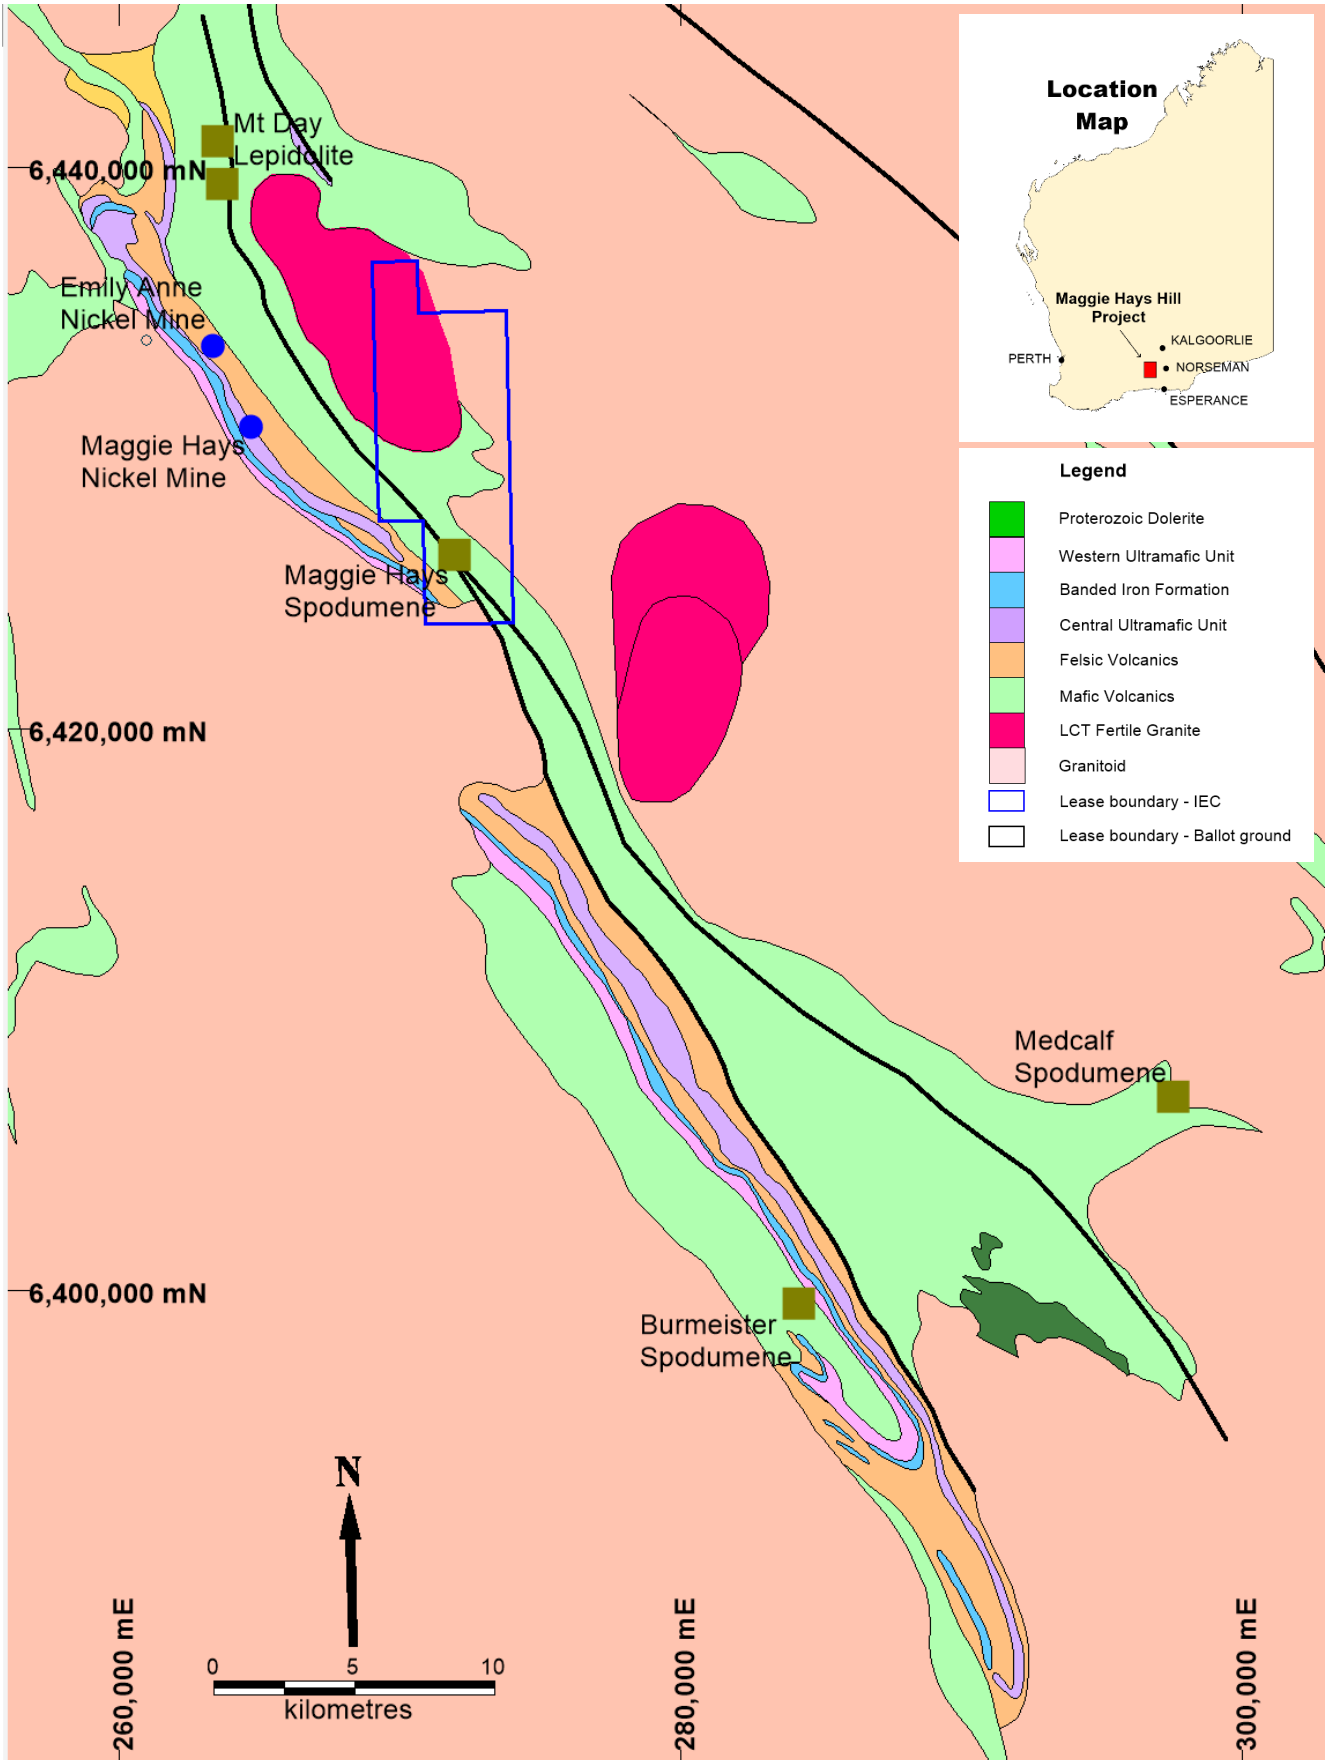 Mt Day
Lepidolite
6,440,000 mN
Emily Anne
Nickel Mine
Maggie Hays
Nickel Mine
Maggie Hays
Spodumene
6,420,000 mN
Medcalf
Spodumene
6,400,000 mN
Burmeister
Spodumene
N
0 5 10
kilometres
260,000 mE
280,000 mE
300,000 mE
Location
Map
Maggie Hays Hill
Project
KALGOORLIE
PERTH
NORSEMAN
ESPERANCE
Legend
Proterozoic Dolerite
Western Ultramafic Unit
Banded Iron Formation
Central Ultramafic Unit
Felsic Volcanics
Mafic Volcanics
LCT Fertile Granite
Granitoid
Lease boundary - IEC
Lease boundary - Ballot ground